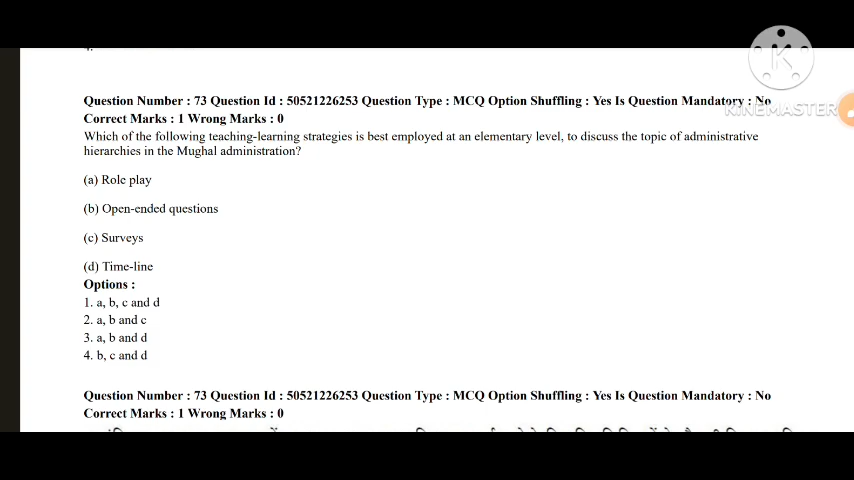 Question Number : 73 Question Id : 50521226253 Question Type : MCQ Option Shuffling : Yes Is Question Mandatory : No
Correct Marks : 1 Wrong Marks : 0
Which of the following teaching-learning strategies is best employed at an elementary level, to discuss the topic of administrative
hierarchies in the Mughal administration?
(a) Role play
(b) Open-ended questions
(c) Surveys
(d) Time-line
Options :
1. a, b, c and d
2. a, b and c
3. a, b and d
4. b, c and d
Question Number : 73 Question Id : 50521226253 Question Type : MCQ Option Shuffling : Yes Is Question Mandatory : No
Correct Marks : 1 Wrong Marks : 0
KINEMASTER